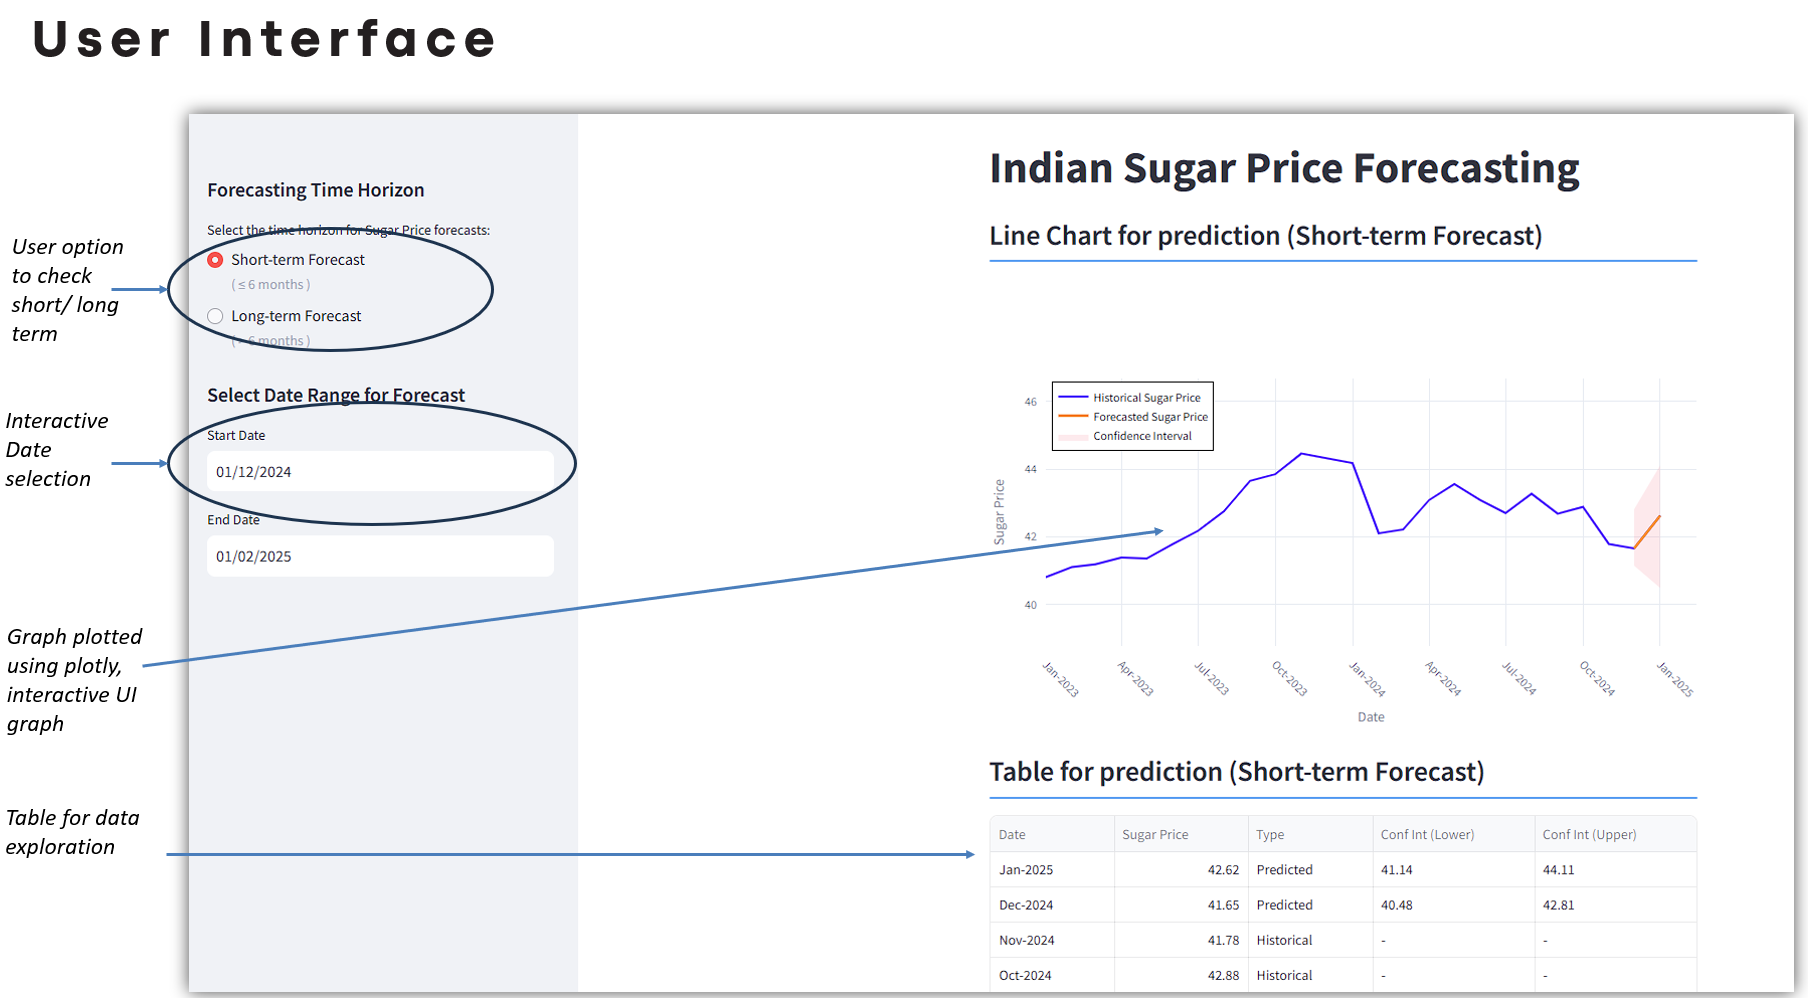 User Interface
User option
to check
short/ long
term
Interactive
Date
selection
Graph plotted
using plotly,
interactive UI
graph
Table for data
exploration
Forecasting Time Horizon
Select the time horizon for Sugar Price forecasts:
Short-term Forecast
( ≤ 6 months )
Long-term Forecast
( > 6 months )
Select Date Range for Forecast
Start Date
01/12/2024
End Date
01/02/2025
Indian Sugar Price Forecasting
Line Chart for prediction (Short-term Forecast)
Historical Sugar Price
Forecasted Sugar Price
Confidence Interval
46
44
42
40
Sugar Price
Jan-2023 Apr-2023 Jul-2023 Oct-2023 Jan-2024 Apr-2024 Jul-2024 Oct-2024 Jan-2025
Date
Table for prediction (Short-term Forecast)
Date Sugar Price Type Conf Int (Lower) Conf Int (Upper)
Jan-2025 42.62 Predicted 41.14 44.11
Dec-2024 41.65 Predicted 40.48 42.81
Nov-2024 41.78 Historical - -
Oct-2024 42.88 Historical - -